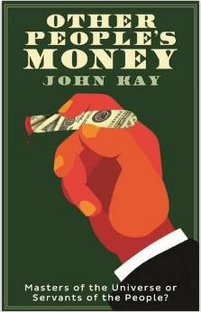 OTHER
PEOPLE'S
MONEY
JOHN KAY
Masters of the Universe or
Servants of the People?